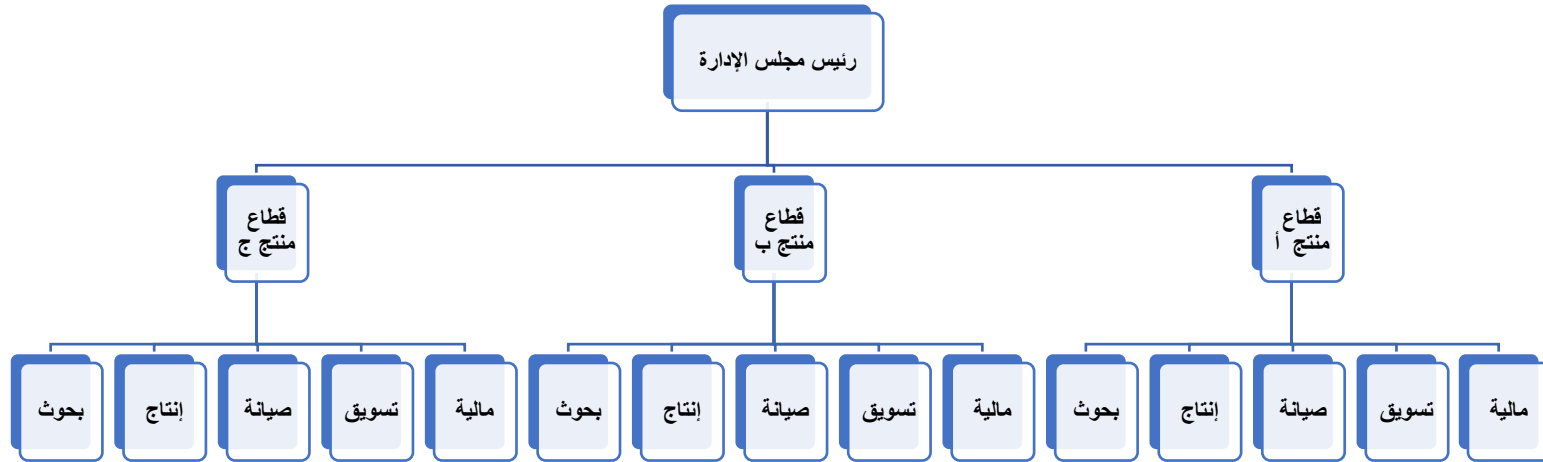 رئيس مجلس الإدارة
قطاع
منتج أ
قطاع
منتج ب
قطاع
منتج ج
مالية
تسويق
صيانة
إنتاج
بحوث
مالية
تسويق
صيانة
إنتاج
بحوث
مالية
تسويق
صيانة
إنتاج
بحوث